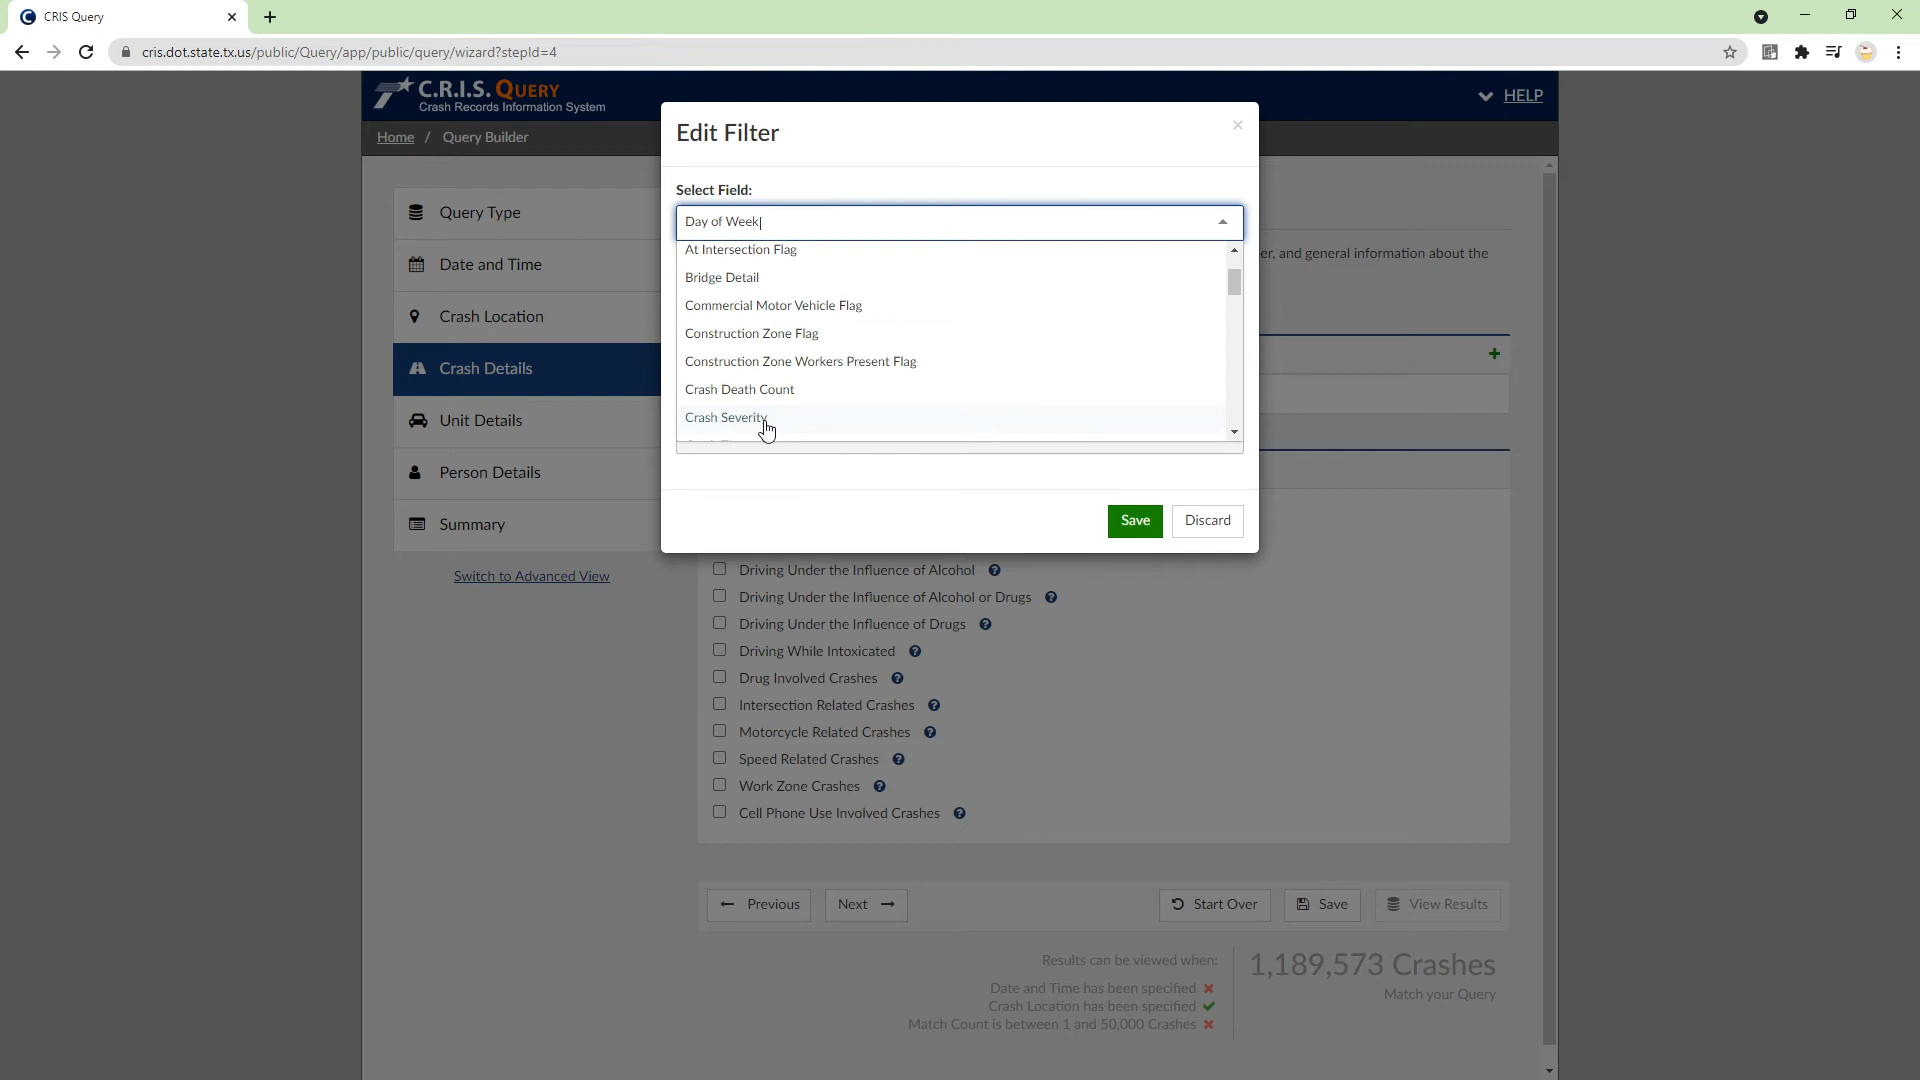 CRIS Query
cris.dot.state.tx.us/public/Query/app/public/query/wizard?stepId=4
C.R.I.S. QUERY
Crash Records Information System
HELP
Home / Query Builder
Edit Filter
Select Field:
Day of Week
At Intersection Flag
Bridge Detail
Commercial Motor Vehicle Flag
Construction Zone Flag
Construction Zone Workers Present Flag
Crash Death Count
Crash Severity
Save
Discard
Query Type
Date and Time
Crash Location
Crash Details
Unit Details
Person Details
Summary
Switch to Advanced View
er, and general information about the
Driving Under the Influence of Alcohol
Driving Under the Influence of Alcohol or Drugs
Driving Under the Influence of Drugs
Driving While Intoxicated
Drug Involved Crashes
Intersection Related Crashes
Motorcycle Related Crashes
Speed Related Crashes
Work Zone Crashes
Cell Phone Use Involved Crashes
Previous
Next
Start Over
Save
View Results
Results can be viewed when:
Date and Time has been specified
Crash Location has been specified
Match Count is between 1 and 50,000 Crashes
1,189,573 Crashes
Match your Query